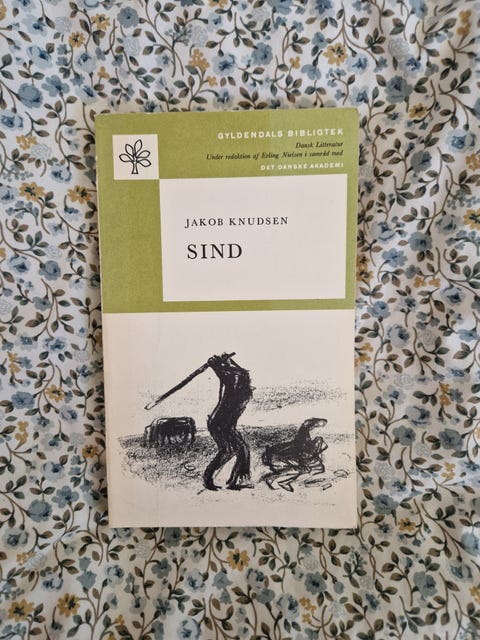 GYLDENDALS BIBLIOTEK
Dansk Litteratur
Under redaktion af Erling Nielsen i samråd med
DET DANSKE AKADEMI
JAKOB KNUDSEN
SIND